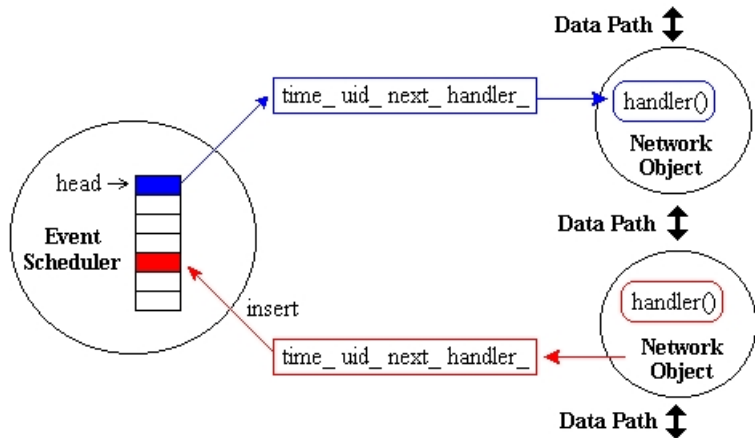 Data Path
time_ uid_ next_ handler_
handler()
Network
Object
head
Event
Scheduler
Data Path
insert
handler()
time_ uid_ next_ handler_
Network
Object
Data Path